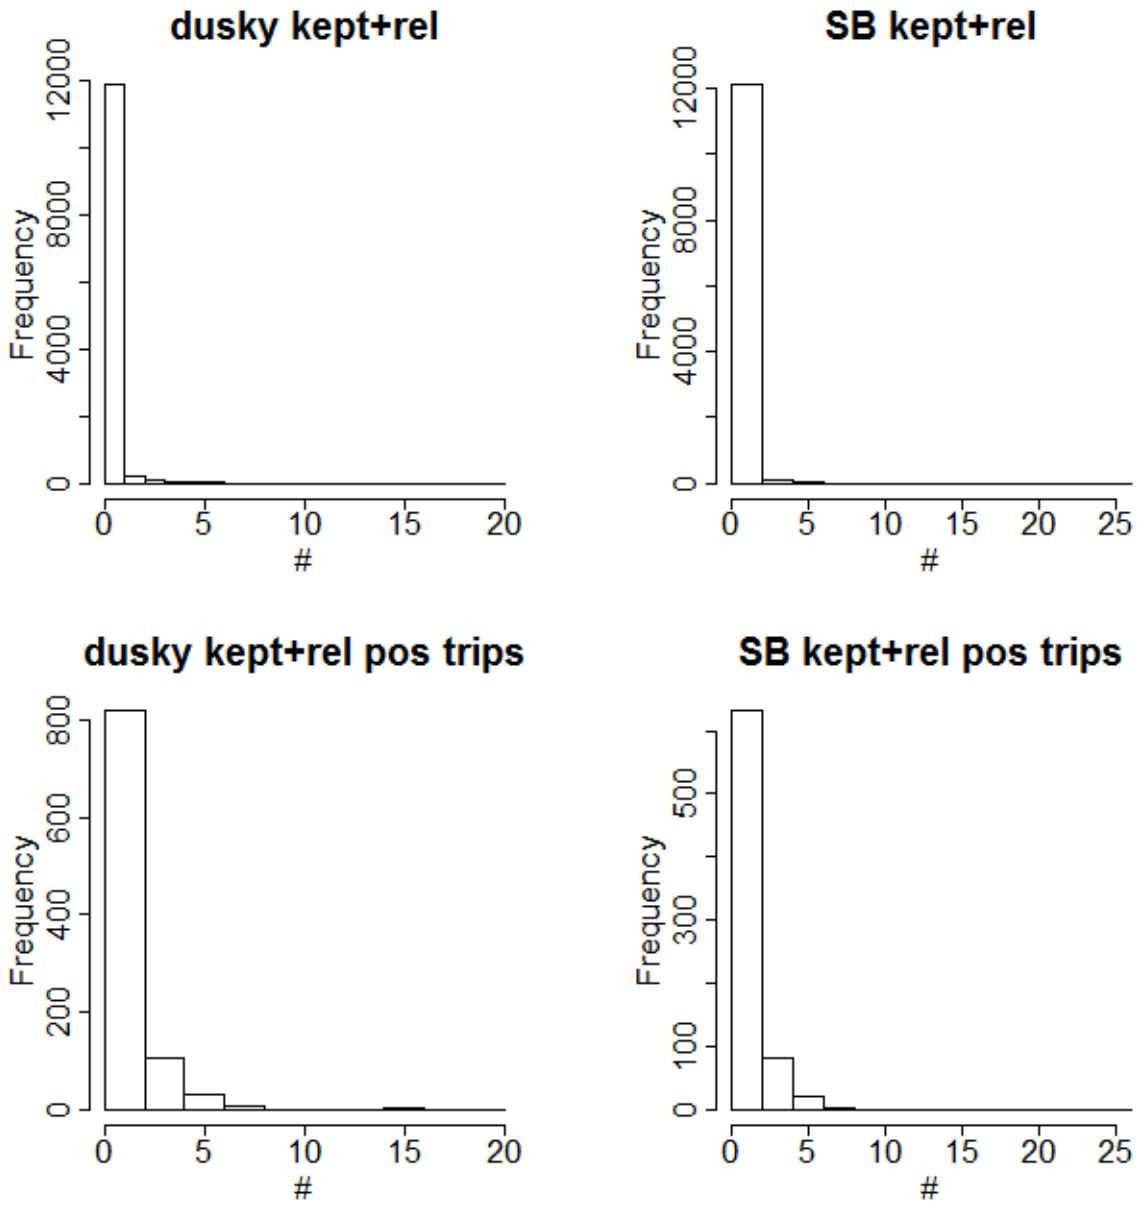 dusky kept+rel
Frequency
0 4000 8000 12000
0 5 10 15 20
#
SB kept+rel
Frequency
0 4000 8000 12000
0 5 10 15 20 25
#
dusky kept+rel pos trips
Frequency
0 200 400 600 800
0 5 10 15 20
#
SB kept+rel pos trips
Frequency
0 100 300 500
0 5 10 15 20 25
#